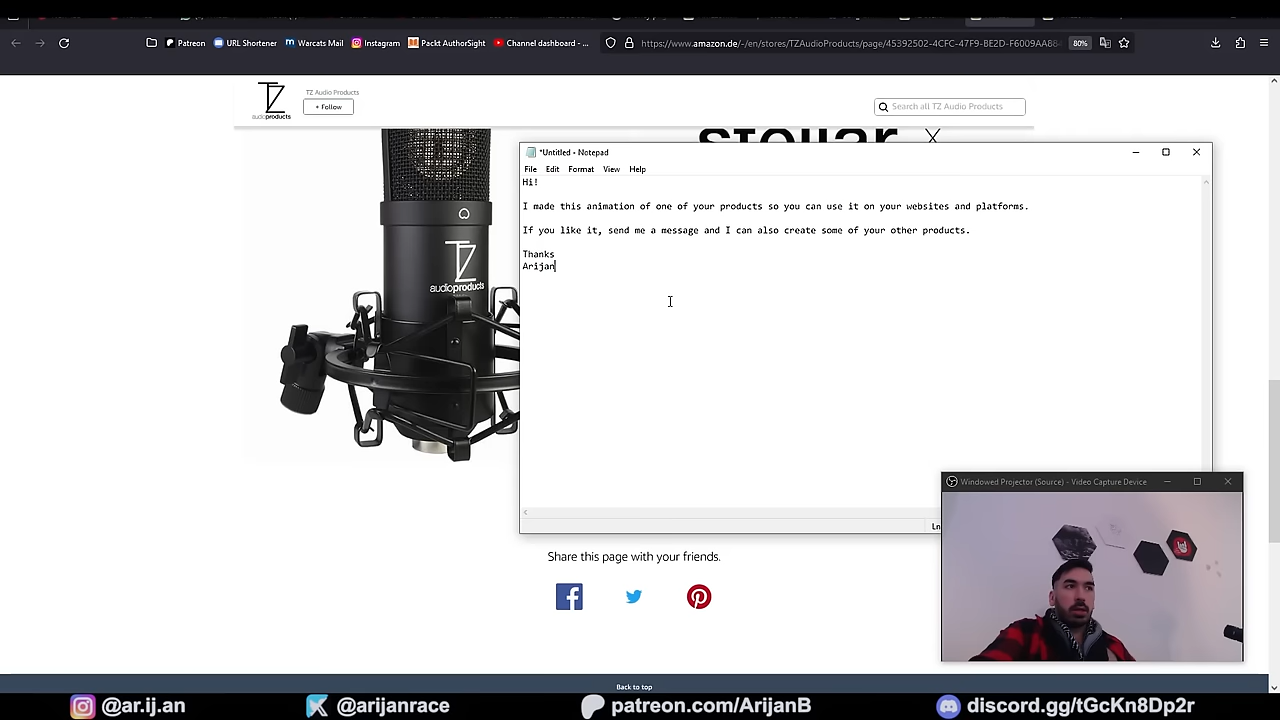 Patreon
URL Shortener
Warcats Mail
Instagram
Packt AuthorSight
Channel dashboard - ...
https://www.amazon.de/-/en/stores/TZAudioProducts/page/45392502-4CFC-47F9-BE2D-F6009AA88
80%
TZ
audioproducts
TZ Audio Products
+ Follow
Search all TZ Audio Products
stellar x
*Untitled - Notepad
File Edit Format View Help
Hi!
I made this animation of one of your products so you can use it on your websites and platforms.
If you like it, send me a message and I can also create some of your other products.
Thanks
Arijan
TZ
audioproducts
Ln
Windowed Projector (Source) - Video Capture Device
Share this page with your friends.
Back to top
@ar.ij.an
@arijanrace
patreon.com/ArijanB
discord.gg/tGcKn8Dp2r